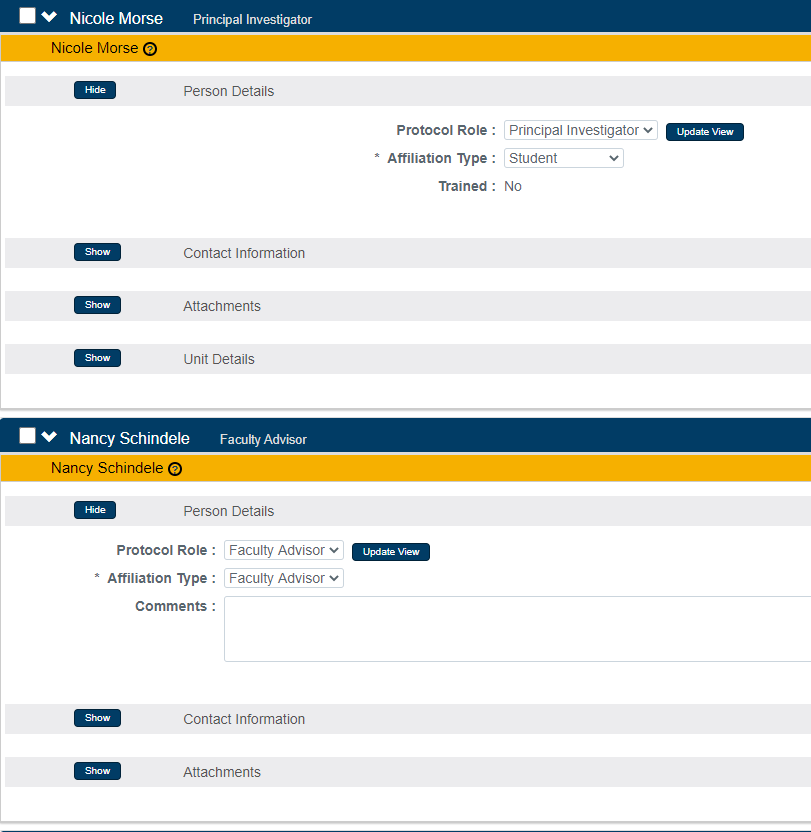 Nicole Morse Principal Investigator
Nicole Morse ?
Hide Person Details
Protocol Role : Principal Investigator Update View
* Affiliation Type : Student
Trained : No
Show Contact Information
Show Attachments
Show Unit Details
Nancy Schindele Faculty Advisor
Nancy Schindele ?
Hide Person Details
Protocol Role : Faculty Advisor Update View
* Affiliation Type : Faculty Advisor
Comments :
Show Contact Information
Show Attachments